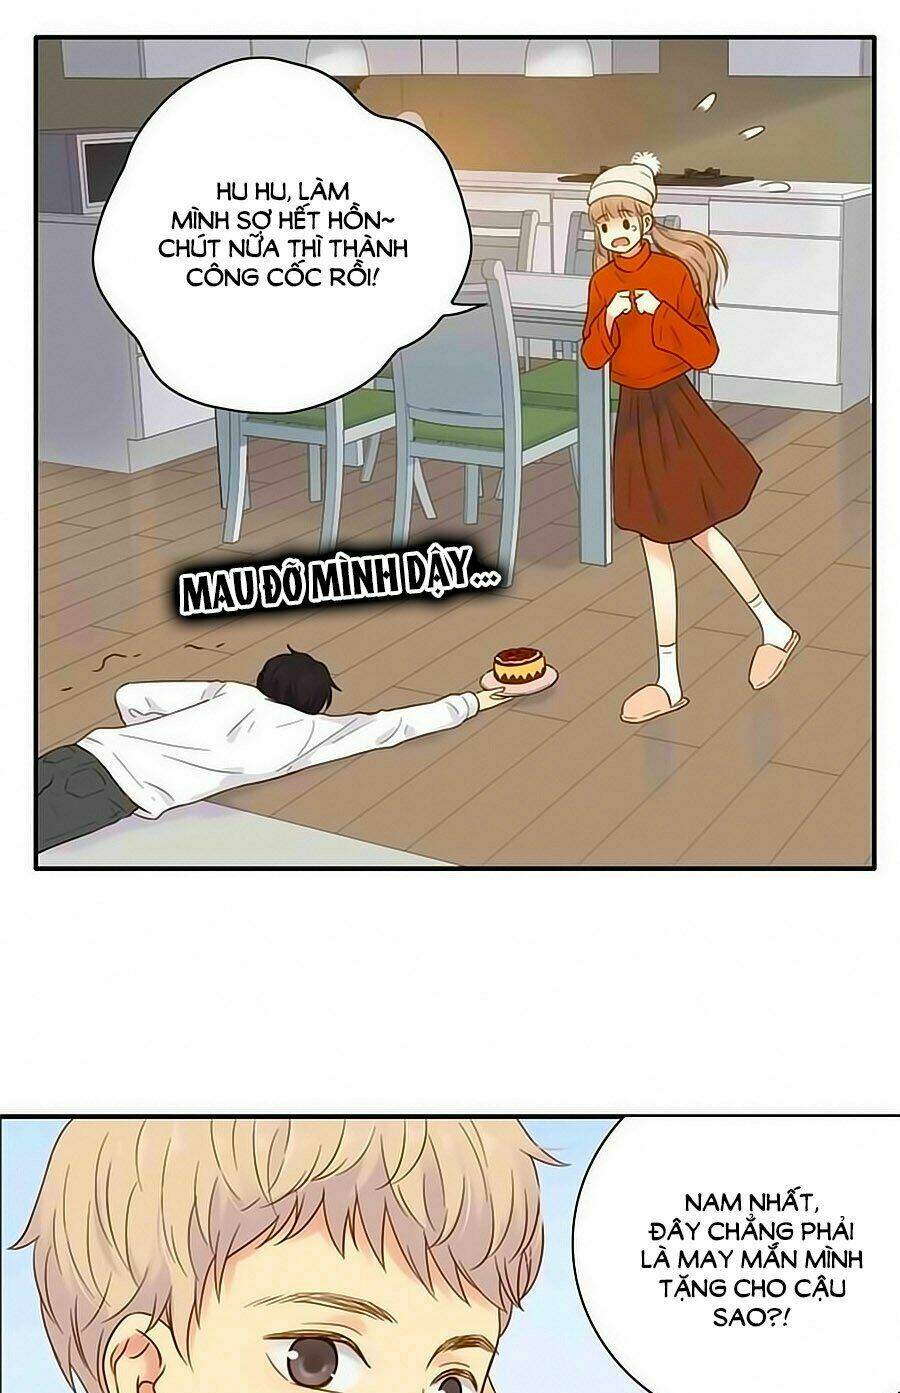 HU HU, LÀM
MÌNH SỢ HẾT HỒN~
CHÚT NỮA THÌ THÀNH
CÔNG CỐC RỒI!
MAU ĐỠ MÌNH DẬY...
NAM NHẤT,
ĐÂY CHẲNG PHẢI
LÀ MAY MẮN MÌNH
TẶNG CHO CẬU
SAO?!